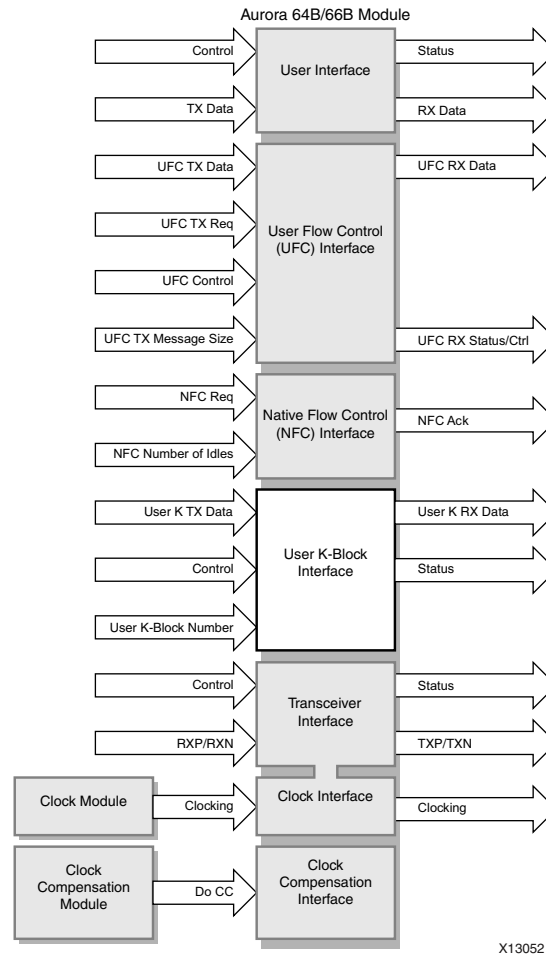 Aurora 64B/66B Module
Control
User Interface
Status
TX Data
RX Data
UFC TX Data
UFC RX Data
UFC TX Req
User Flow Control
(UFC) Interface
UFC Control
UFC TX Message Size
UFC RX Status/Ctrl
NFC Req
Native Flow Control
(NFC) Interface
NFC Ack
NFC Number of Idles
User K TX Data
User K RX Data
User K-Block
Interface
Control
Status
User K-Block Number
Control
Transceiver
Interface
Status
RXP/RXN
TXP/TXN
Clock Module
Clocking
Clock Interface
Clocking
Clock
Compensation
Module
Do CC
Clock
Compensation
Interface
X13052